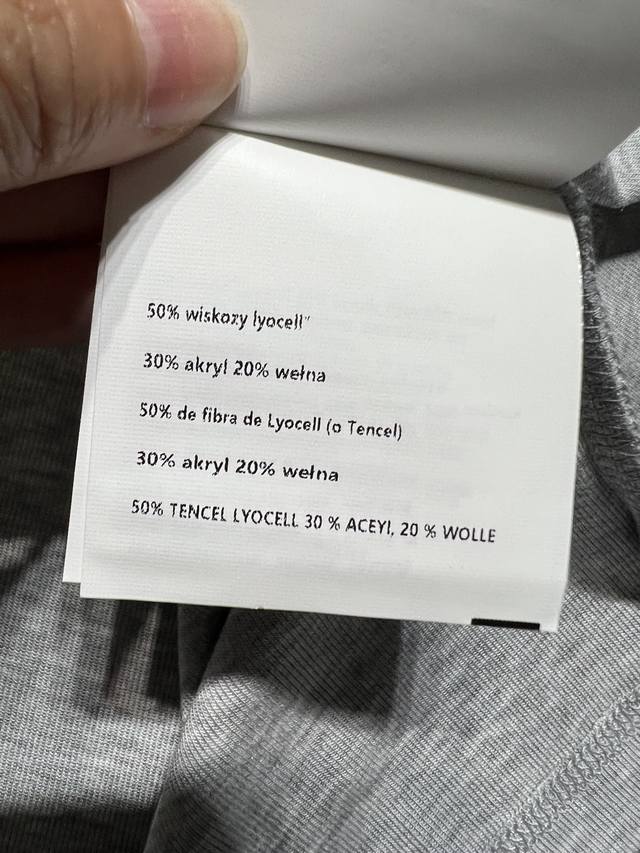 50% wiskozy lyocell"
30% akryl 20% wełna
50% de fibra de Lyocell (o Tencel)
30% akryl 20% wełna
50% TENCEL LYOCELL 30 % ACEYI, 20 % WOLLE